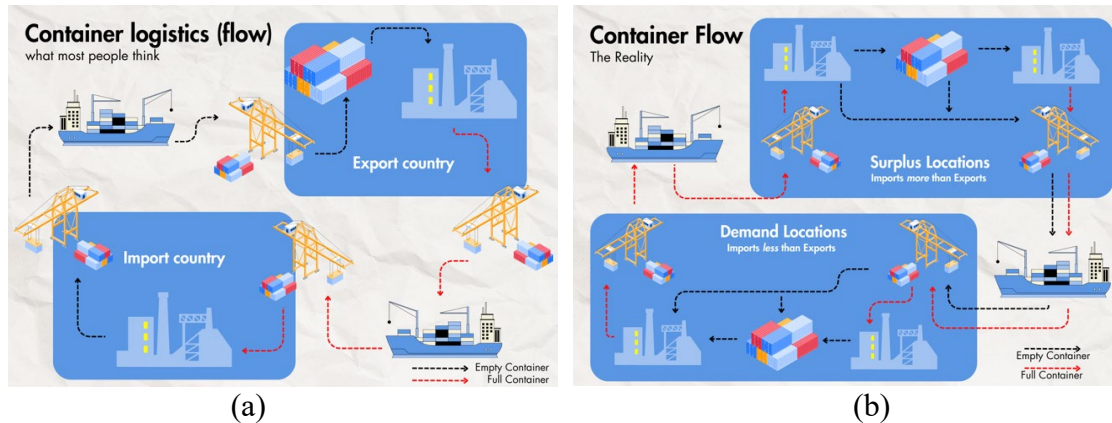 Container logistics (flow)
what most people think
Export country
Import country
Empty Container
Full Container
(a)
Container Flow
The Reality
Surplus Locations
Imports more than Exports
Demand Locations
Imports less than Exports
Empty Container
Full Container
(b)